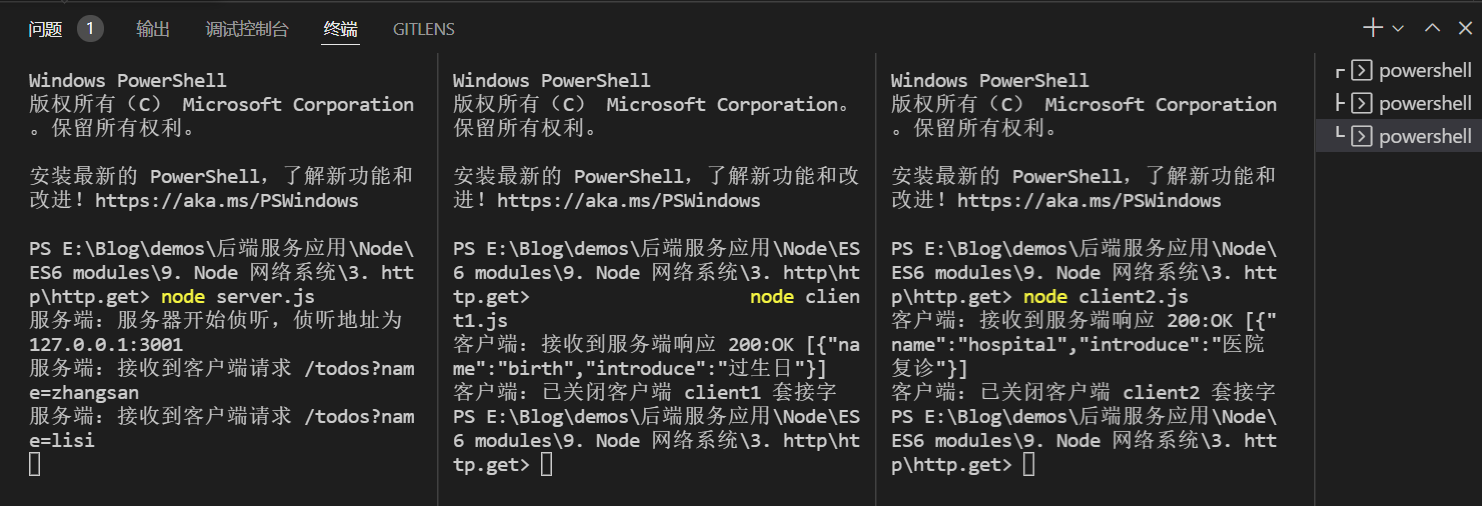 问题 1 输出 调试控制台 终端 GITLENS
Windows PowerShell
版权所有（C） Microsoft Corporation
。保留所有权利。
安装最新的 PowerShell，了解新功能和
改进！https://aka.ms/PSWindows
PS E:\Blog\demos\后端服务应用\Node\
ES6 modules\9. Node 网络系统\3. htt
p\http.get> node server.js
服务端：服务器开始侦听，侦听地址为
127.0.0.1:3001
服务端：接收到客户端请求 /todos?nam
e=zhangsan
服务端：接收到客户端请求 /todos?nam
e=lisi
Windows PowerShell
版权所有（C） Microsoft Corporation。
保留所有权利。
安装最新的 PowerShell，了解新功能和改
进！https://aka.ms/PSWindows
PS E:\Blog\demos\后端服务应用\Node\ES
6 modules\9. Node 网络系统\3. http\ht
tp.get> node clien
t1.js
客户端：接收到服务端响应 200:OK [{"na
me":"birth","introduce":"过生日"}]
客户端：已关闭客户端 client1 套接字
PS E:\Blog\demos\后端服务应用\Node\ES
6 modules\9. Node 网络系统\3. http\ht
tp.get>
Windows PowerShell
版权所有（C） Microsoft Corporation
。保留所有权利。
安装最新的 PowerShell，了解新功能和
改进！https://aka.ms/PSWindows
PS E:\Blog\demos\后端服务应用\Node\
ES6 modules\9. Node 网络系统\3. htt
p\http.get> node client2.js
客户端：接收到服务端响应 200:OK [{"
name":"hospital","introduce":"医院
复诊"}]
客户端：已关闭客户端 client2 套接字
PS E:\Blog\demos\后端服务应用\Node\
ES6 modules\9. Node 网络系统\3. htt
p\http.get>
powershell
powershell
powershell